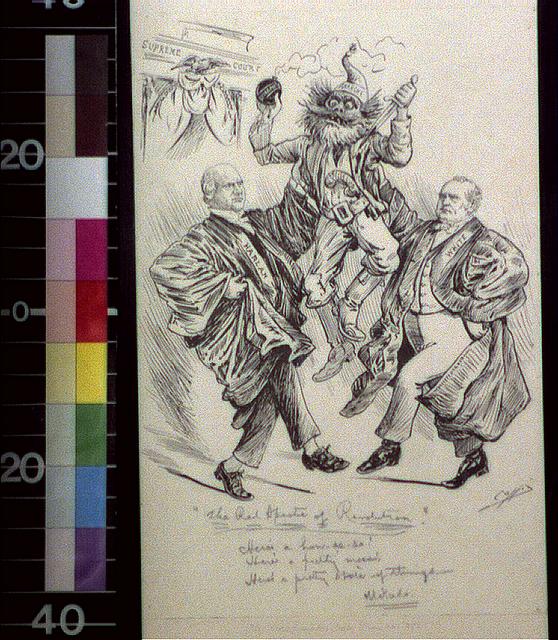 SUPREME COURT
HARLAN
WHITE
20
-0-
20
40
"The Red Spectre of Revolution."
Here's a how-de-do!
Here's a pretty mess!
Here's a pretty state of things
Mikado.